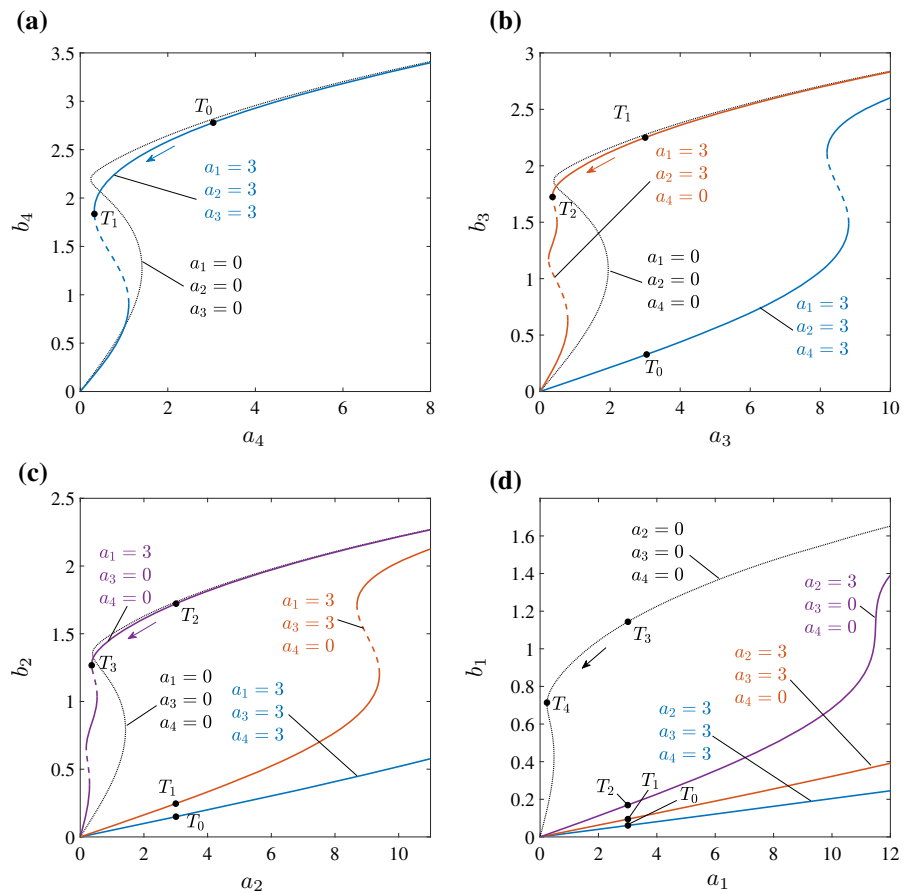 (a)
3.5
3
2.5
2
1.5
1
0.5
0
0 2 4 6 8
b₄
a₄
T₀
T₁
a₁ = 3
a₂ = 3
a₃ = 3
a₁ = 0
a₂ = 0
a₃ = 0
(b)
3
2.5
2
1.5
1
0.5
0
0 2 4 6 8 10
b₃
a₃
T₁
T₂
T₀
a₁ = 3
a₂ = 3
a₄ = 0
a₁ = 0
a₂ = 0
a₄ = 0
a₁ = 3
a₂ = 3
a₄ = 3
(c)
2.5
2
1.5
1
0.5
0
0 2 4 6 8 10
b₂
a₂
a₁ = 3
a₃ = 0
a₄ = 0
T₂
T₃
a₁ = 0
a₃ = 0
a₄ = 0
a₁ = 3
a₃ = 3
a₄ = 0
a₁ = 3
a₃ = 3
a₄ = 3
T₁
T₀
(d)
1.6
1.4
1.2
1
0.8
0.6
0.4
0.2
0
0 2 4 6 8 10 12
b₁
a₁
a₂ = 0
a₃ = 0
a₄ = 0
T₃
T₄
a₂ = 3
a₃ = 0
a₄ = 0
a₂ = 3
a₃ = 3
a₄ = 0
a₂ = 3
a₃ = 3
a₄ = 3
T₂
T₁
T₀